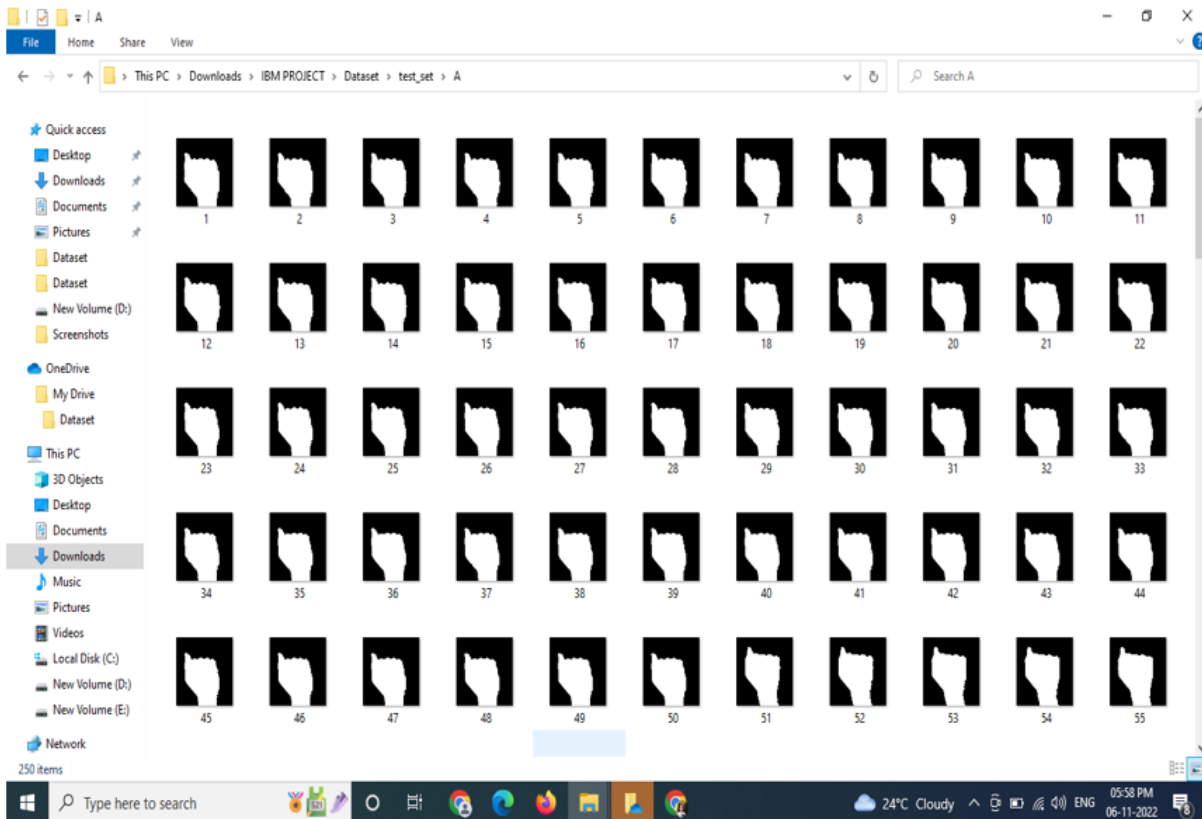 A
File Home Share View
This PC > Downloads > IBM PROJECT > Dataset > test_set > A
Search A
Quick access
Desktop
Downloads
Documents
Pictures
Dataset
Dataset
New Volume (D:)
Screenshots
OneDrive
My Drive
Dataset
This PC
3D Objects
Desktop
Documents
Downloads
Music
Pictures
Videos
Local Disk (C:)
New Volume (D:)
New Volume (E:)
Network
1 2 3 4 5 6 7 8 9 10 11
12 13 14 15 16 17 18 19 20 21 22
23 24 25 26 27 28 29 30 31 32 33
34 35 36 37 38 39 40 41 42 43 44
45 46 47 48 49 50 51 52 53 54 55
250 items
Type here to search
24°C Cloudy
ENG
05:58 PM
06-11-2022
8